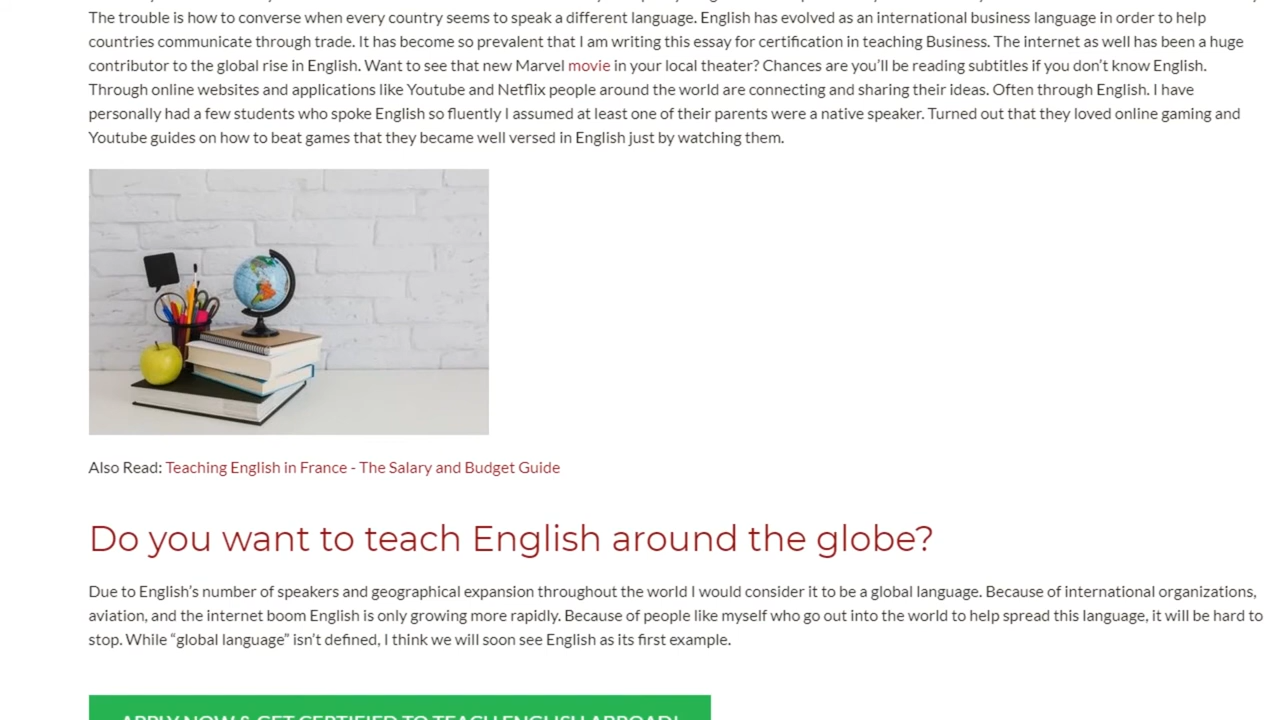 The trouble is how to converse when every country seems to speak a different language. English has evolved as an international business language in order to help
countries communicate through trade. It has become so prevalent that I am writing this essay for certification in teaching Business. The internet as well has been a huge
contributor to the global rise in English. Want to see that new Marvel movie in your local theater? Chances are you’ll be reading subtitles if you don’t know English.
Through online websites and applications like Youtube and Netflix people around the world are connecting and sharing their ideas. Often through English. I have
personally had a few students who spoke English so fluently I assumed at least one of their parents were a native speaker. Turned out that they loved online gaming and
Youtube guides on how to beat games that they became well versed in English just by watching them.
Also Read: Teaching English in France - The Salary and Budget Guide
Do you want to teach English around the globe?
Due to English’s number of speakers and geographical expansion throughout the world I would consider it to be a global language. Because of international organizations,
aviation, and the internet boom English is only growing more rapidly. Because of people like myself who go out into the world to help spread this language, it will be hard to
stop. While “global language” isn’t defined, I think we will soon see English as its first example.
APPLY NOW & GET CERTIFIED TO TEACH ENGLISH ABROAD!